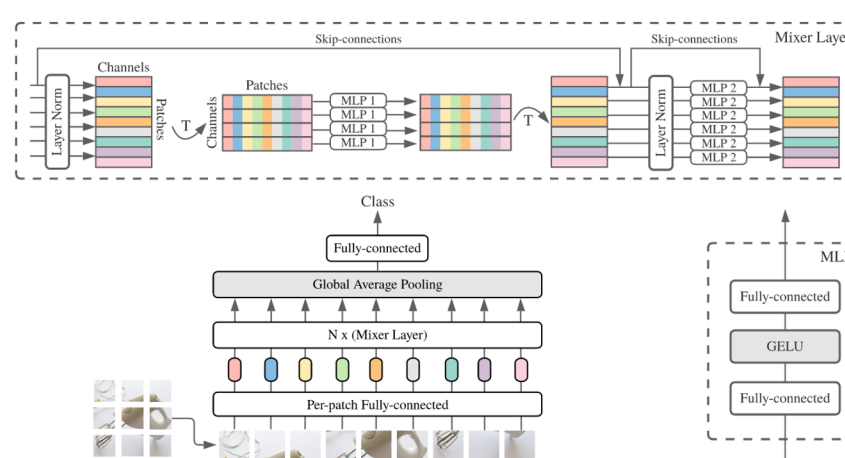 Skip-connections
Skip-connections
Mixer Laye
Channels
Layer Norm
Patches
T
Patches
Channels
MLP 1
MLP 1
MLP 1
MLP 1
T
Layer Norm
MLP 2
MLP 2
MLP 2
MLP 2
MLP 2
MLP 2
Class
Fully-connected
Global Average Pooling
N x (Mixer Layer)
Per-patch Fully-connected
ML
Fully-connected
GELU
Fully-connected